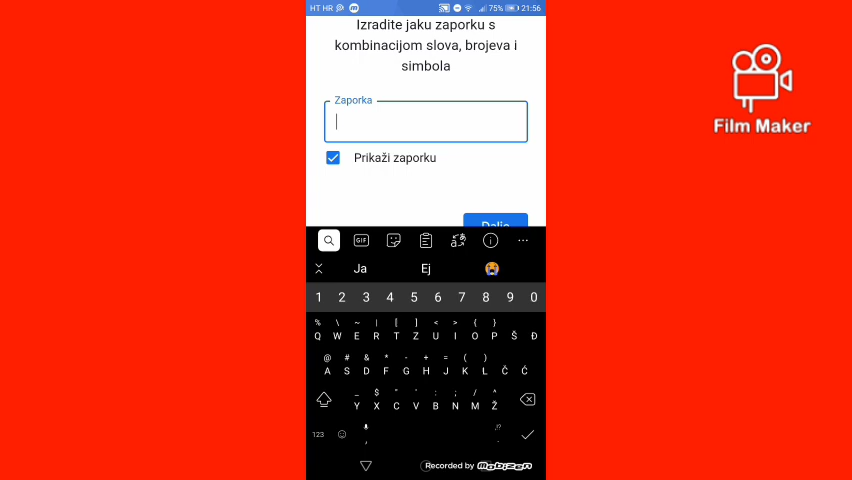 HT HR 75% 21:56
Izradite jaku zaporku s
kombinacijom slova, brojeva i
simbola
Zaporka
Prikaži zaporku
Film Maker
GIF
Ja Ej
1 2 3 4 5 6 7 8 9 0
% \ ~ | [ ] < > { }
Q W E R T Z U I O P Š Đ
@ # & * - + = ( )
A S D F G H J K L Č Ć
_ $ " ' : ; / ^
Y X C V B N M Ž
,!?
123 , .
Recorded by mobizen